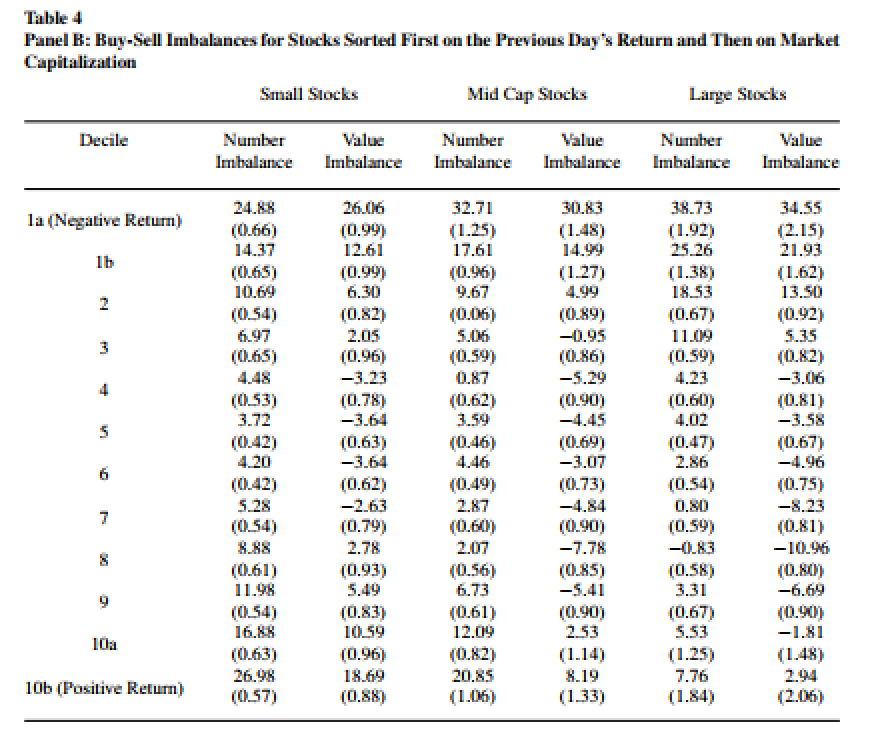 Table 4
Panel B: Buy-Sell Imbalances for Stocks Sorted First on the Previous Day's Return and Then on Market
Capitalization
Small Stocks Mid Cap Stocks Large Stocks
Decile Number Value Number Value Number Value
Imbalance Imbalance Imbalance Imbalance Imbalance Imbalance
1a (Negative Return) 24.88 26.06 32.71 30.83 38.73 34.55
(0.66) (0.99) (1.25) (1.48) (1.92) (2.15)
1b 14.37 12.61 17.61 14.99 25.26 21.93
(0.65) (0.99) (0.96) (1.27) (1.38) (1.62)
2 10.69 6.30 9.67 4.99 18.53 13.50
(0.54) (0.82) (0.06) (0.89) (0.67) (0.92)
3 6.97 2.05 5.06 −0.95 11.09 5.35
(0.65) (0.96) (0.59) (0.86) (0.59) (0.82)
4 4.48 −3.23 0.87 −5.29 4.23 −3.06
(0.53) (0.78) (0.62) (0.90) (0.60) (0.81)
5 3.72 −3.64 3.59 −4.45 4.02 −3.58
(0.42) (0.63) (0.46) (0.69) (0.47) (0.67)
6 4.20 −3.64 4.46 −3.07 2.86 −4.96
(0.42) (0.62) (0.49) (0.73) (0.54) (0.75)
7 5.28 −2.63 2.87 −4.84 0.80 −8.23
(0.54) (0.79) (0.60) (0.90) (0.59) (0.81)
8 8.88 2.78 2.07 −7.78 −0.83 −10.96
(0.61) (0.93) (0.56) (0.85) (0.58) (0.80)
9 11.98 5.49 6.73 −5.41 3.31 −6.69
(0.54) (0.83) (0.61) (0.90) (0.67) (0.90)
10a 16.88 10.59 12.09 2.53 5.53 −1.81
(0.63) (0.96) (0.82) (1.14) (1.25) (1.48)
10b (Positive Return) 26.98 18.69 20.85 8.19 7.76 2.94
(0.57) (0.88) (1.06) (1.33) (1.84) (2.06)